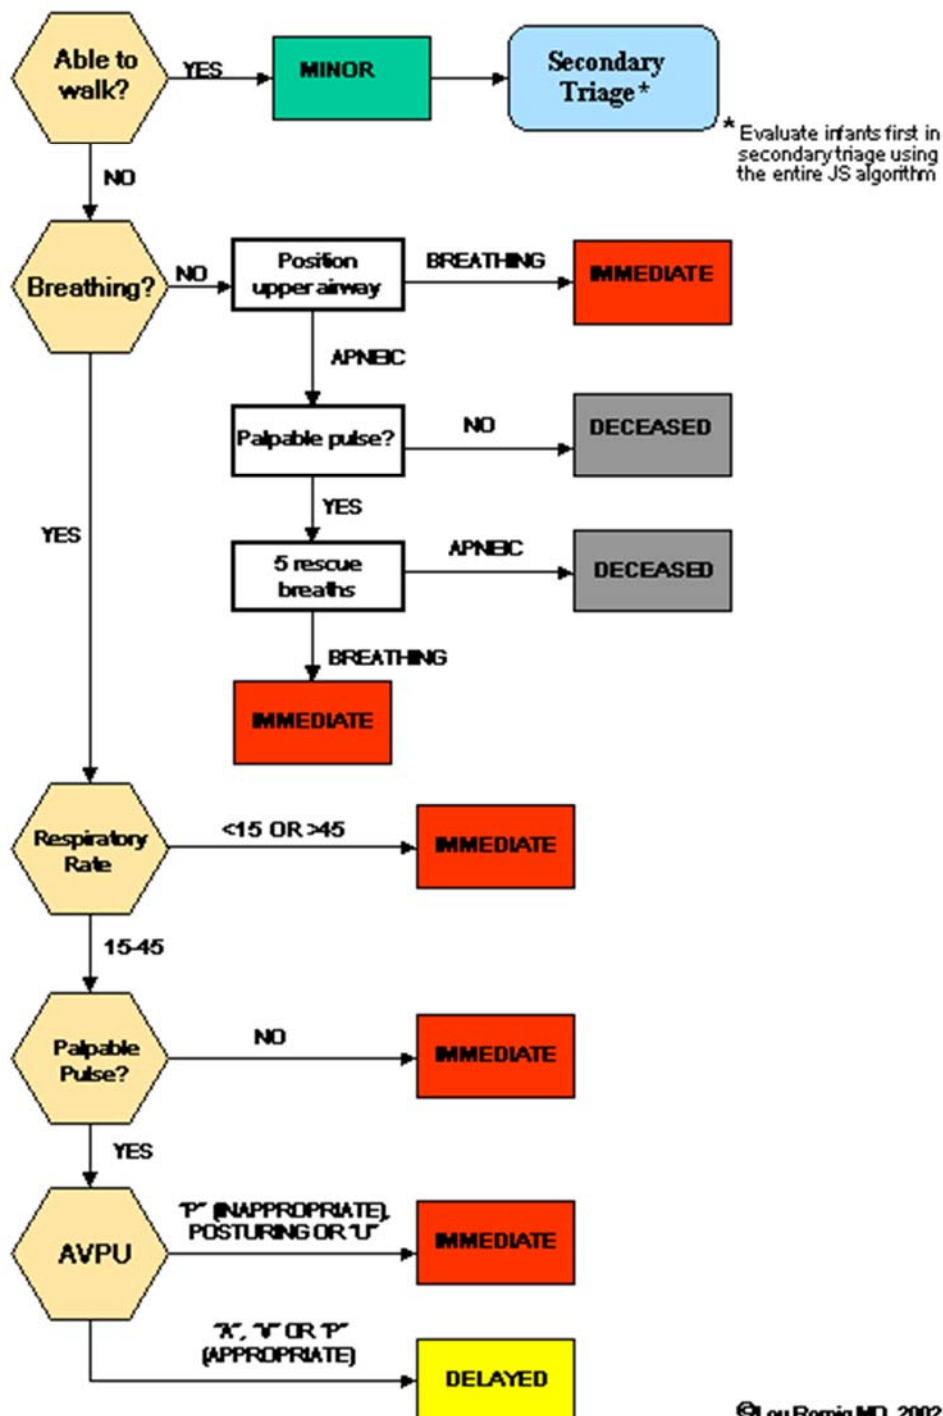 Able to
walk?
YES
MINOR
Secondary
Triage*
* Evaluate infants first in
secondary triage using
the entire JS algorithm
NO
Breathing?
NO
Position
upper airway
BREATHING
IMMEDIATE
APNEIC
Palpable pulse?
NO
DECEASED
YES
YES
5 rescue
breaths
APNEIC
DECEASED
BREATHING
IMMEDIATE
Respiratory
Rate
<15 OR >45
IMMEDIATE
15-45
Palpable
Pulse?
NO
IMMEDIATE
YES
AVPU
"P" (INAPPROPRIATE),
POSTURING OR "U"
IMMEDIATE
"A", "V" OR "P"
(APPROPRIATE)
DELAYED
©Lou Romig MD, 2002